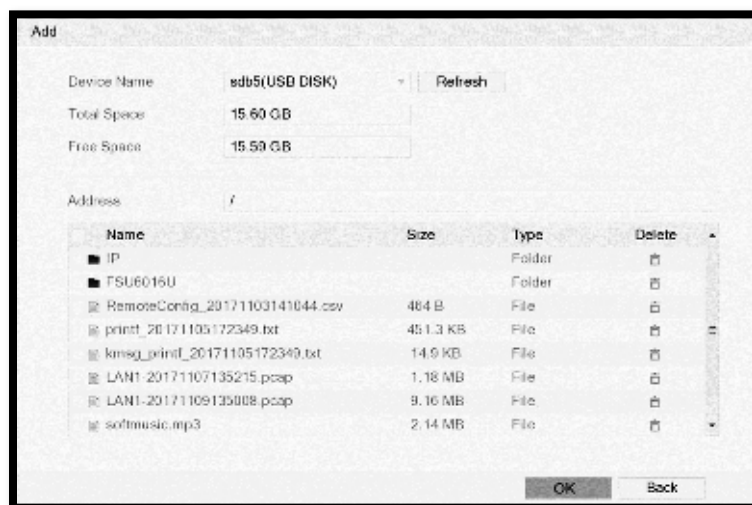 Add
Device Name sdb5(USB DISK) Refresh
Total Space 15.60 GB
Free Space 15.59 GB
Address /
Name Size Type Delete
IP Folder
FSU6016U Folder
RemoteConfig_20171103141044.csv 464 B File
printf_20171105172349.txt 451.3 KB File
kmsg_printf_20171105172349.txt 14.9 KB File
LAN1-20171107135215.pcap 1.18 MB File
LAN1-20171109135008.pcap 9.16 MB File
softmusic.mp3 2.14 MB File
OK Back